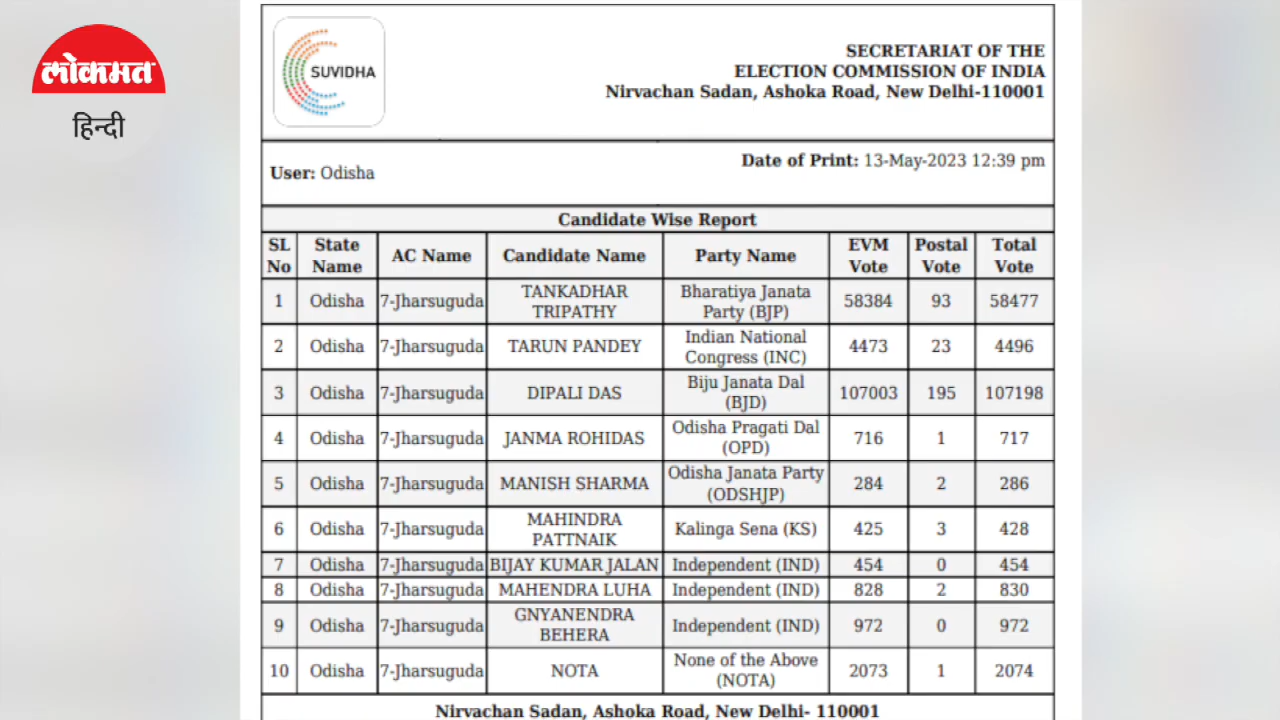 लोकमत
हिन्दी
SUVIDHA
SECRETARIAT OF THE
ELECTION COMMISSION OF INDIA
Nirvachan Sadan, Ashoka Road, New Delhi-110001
User: Odisha
Date of Print: 13-May-2023 12:39 pm
Candidate Wise Report
SL No State Name AC Name Candidate Name Party Name EVM Vote Postal Vote Total Vote
1 Odisha 7-Jharsuguda TANKADHAR TRIPATHY Bharatiya Janata Party (BJP) 58384 93 58477
2 Odisha 7-Jharsuguda TARUN PANDEY Indian National Congress (INC) 4473 23 4496
3 Odisha 7-Jharsuguda DIPALI DAS Biju Janata Dal (BJD) 107003 195 107198
4 Odisha 7-Jharsuguda JANMA ROHIDAS Odisha Pragati Dal (OPD) 716 1 717
5 Odisha 7-Jharsuguda MANISH SHARMA Odisha Janata Party (ODSHJP) 284 2 286
6 Odisha 7-Jharsuguda MAHINDRA PATTNAIK Kalinga Sena (KS) 425 3 428
7 Odisha 7-Jharsuguda BIJAY KUMAR JALAN Independent (IND) 454 0 454
8 Odisha 7-Jharsuguda MAHENDRA LUHA Independent (IND) 828 2 830
9 Odisha 7-Jharsuguda GNYANENDRA BEHERA Independent (IND) 972 0 972
10 Odisha 7-Jharsuguda NOTA None of the Above (NOTA) 2073 1 2074
Nirvachan Sadan, Ashoka Road, New Delhi- 110001